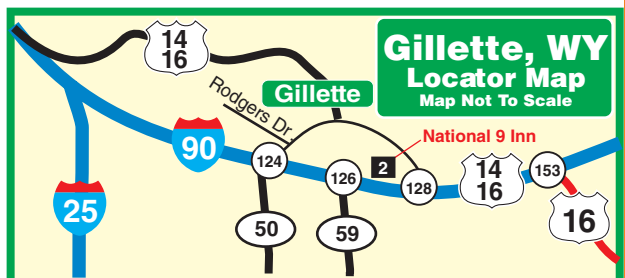 14
16
Gillette, WY
Locator Map
Map Not To Scale
Rodgers Dr.
Gillette
90
National 9 Inn
124
2
126
128
14
16
153
25
50
59
16